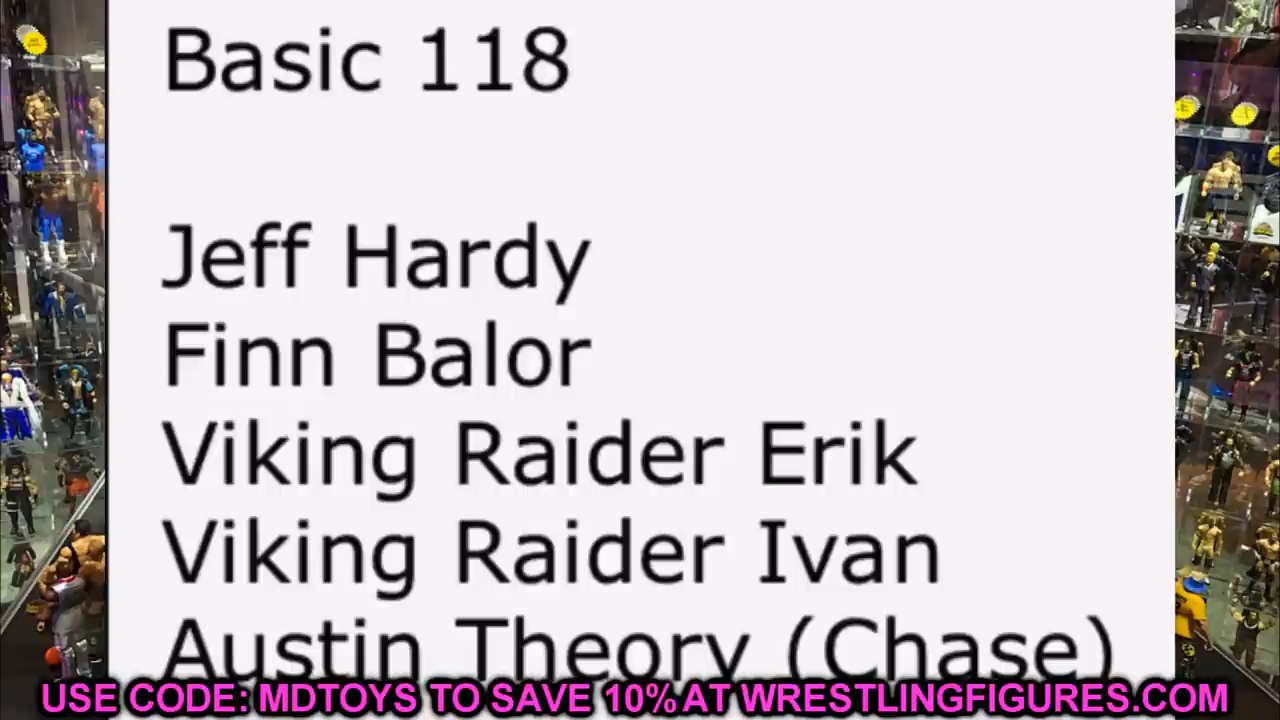 Basic 118
Jeff Hardy
Finn Balor
Viking Raider Erik
Viking Raider Ivan
Austin Theory (Chase)
USE CODE: MDTOYS TO SAVE 10% AT WRESTLINGFIGURES.COM